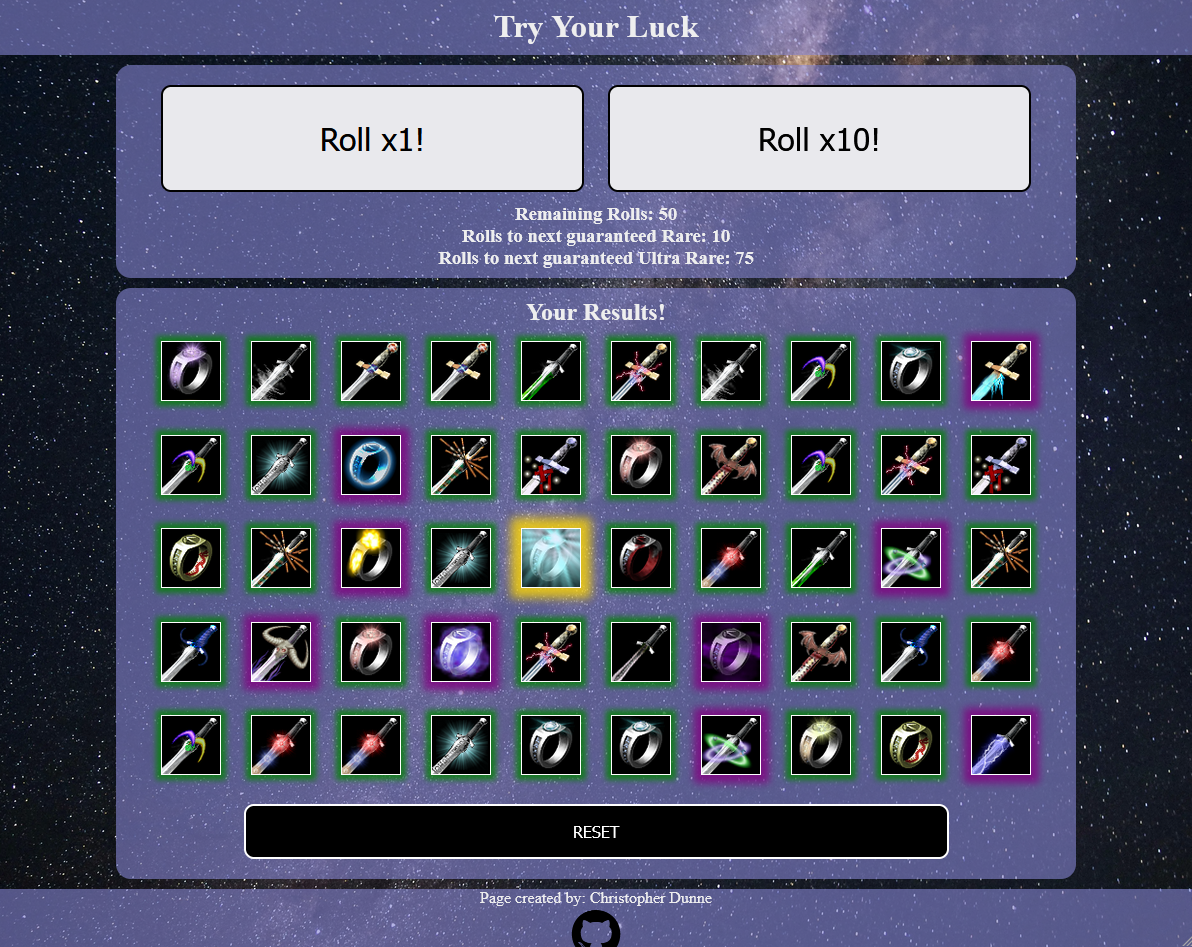 Try Your Luck
Roll x1!
Roll x10!
Remaining Rolls: 50
Rolls to next guaranteed Rare: 10
Rolls to next guaranteed Ultra Rare: 75
Your Results!
RESET
Page created by: Christopher Dunne